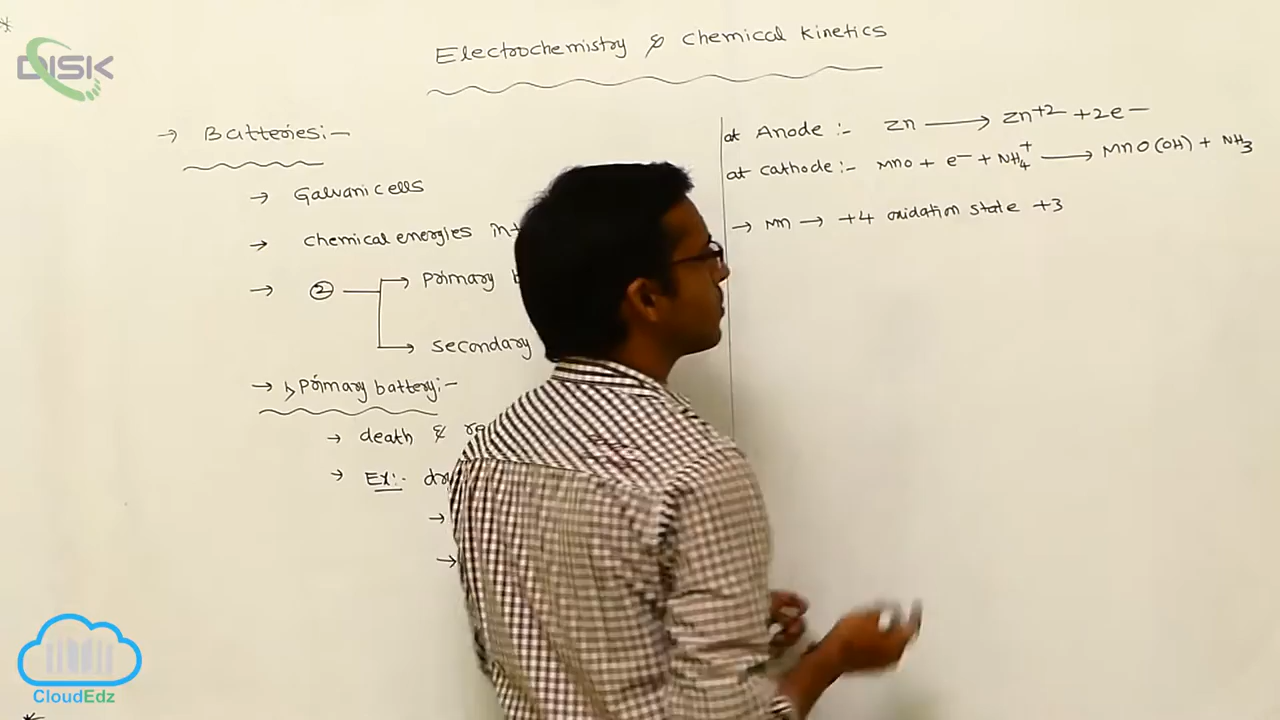 DISK
Electrochemistry & chemical kinetics
→ Batteries:-
→ Galvanic cells
→ chemical energies
→ ② → primary
→ secondary
→ 1, primary battery:-
→ death &
→ Ex:-
→
→
at Anode :- Zn → Zn+2 + 2e-
at cathode :- MnO + e- + NH4+ → MnO(OH) + NH3
→ Mn → +4 oxidation state +3
CloudEdz